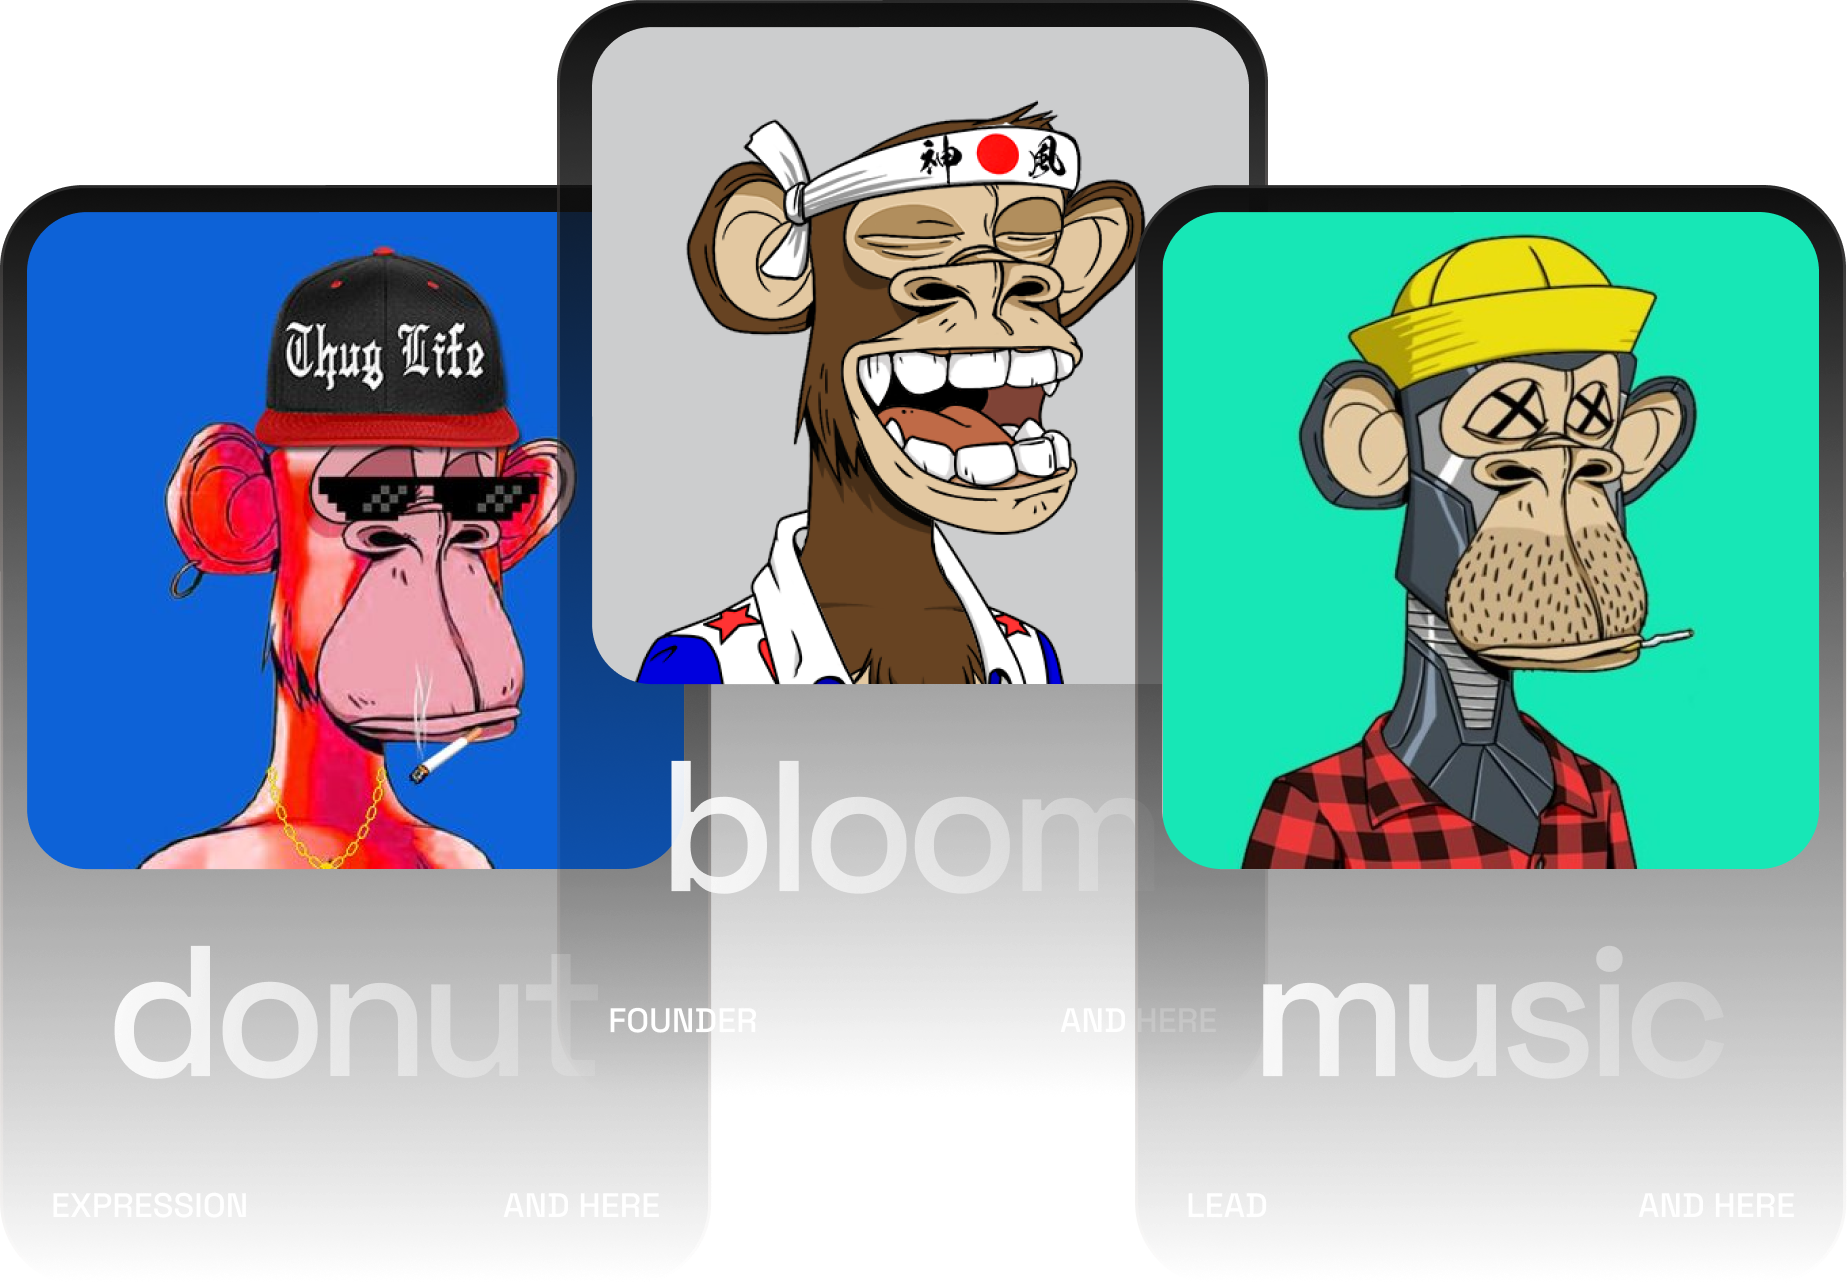 神 風
Thug Life
bloom
donut
music
FOUNDER
AND HERE
EXPRESSION
AND HERE
LEAD
AND HERE